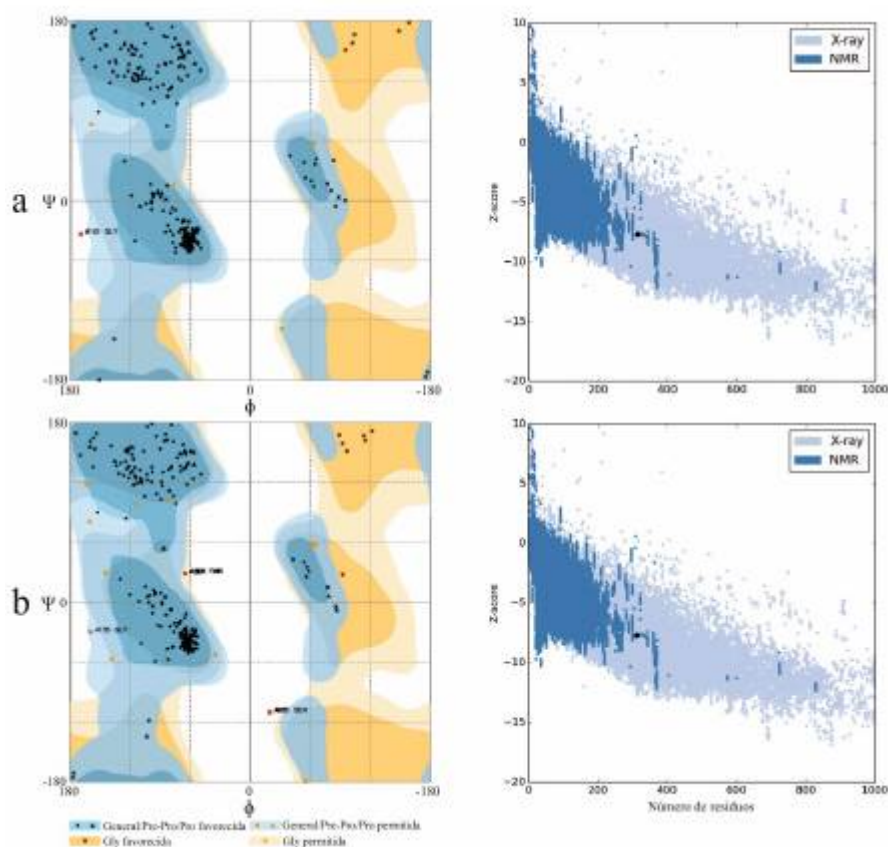 180
a
Ψ
0
-180
180
0
-180
ϕ
10
5
0
−5
−10
−15
−20
Z-score
0
200
400
600
800
1000
X-ray
NMR
180
b
Ψ
0
-180
180
0
-180
ϕ
10
5
0
−5
−10
−15
−20
Z-score
0
200
400
600
800
1000
Número de residuos
X-ray
NMR
General/Pre-Pro/Pro favorecida
General/Pre-Pro/Pro permitida
Gly favorecida
Gly permitida